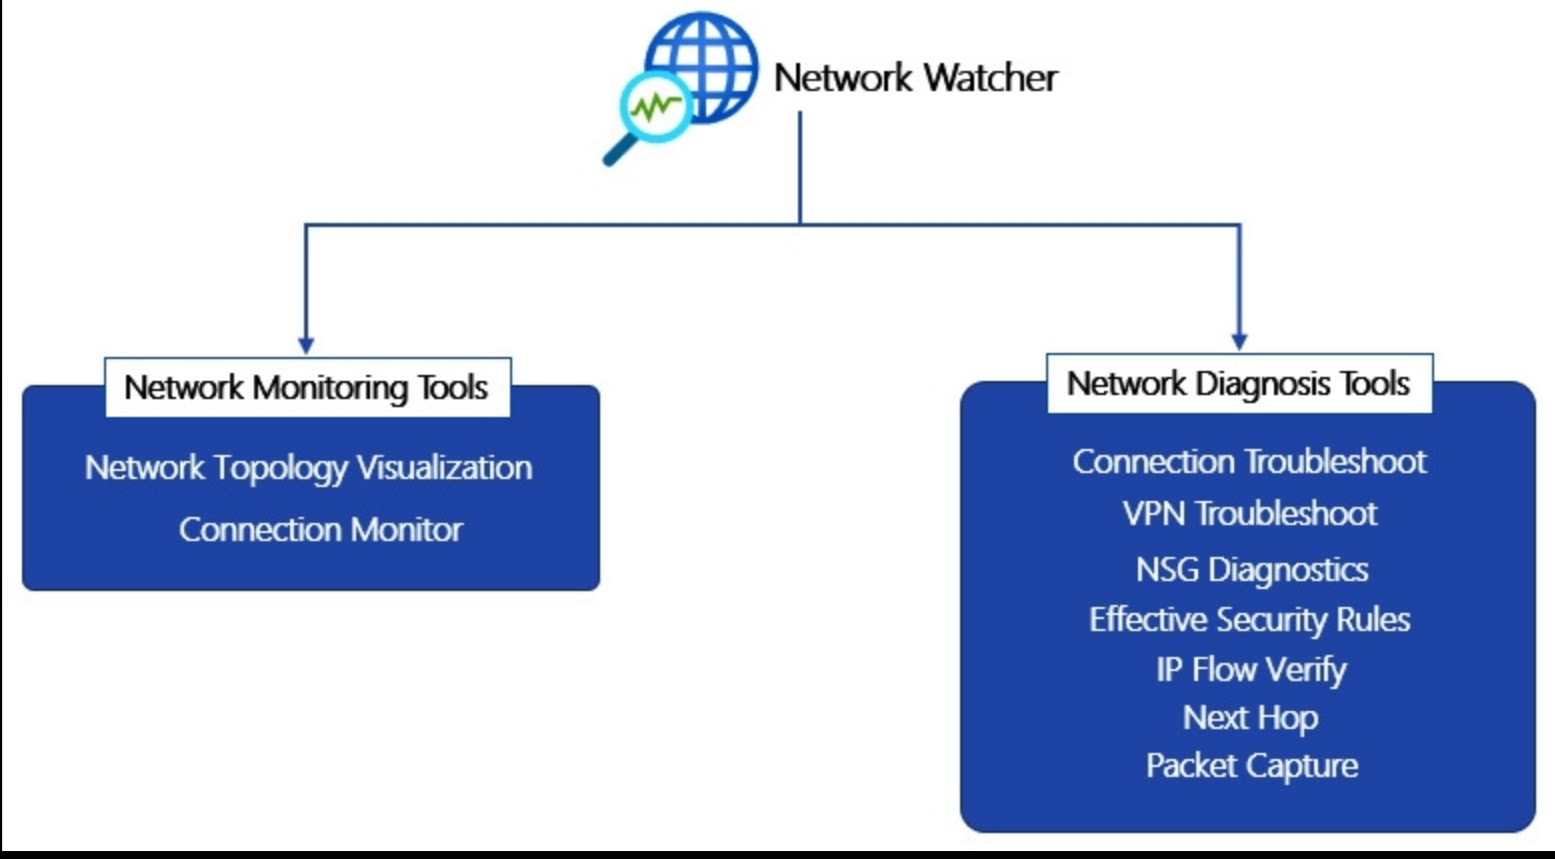 Network Watcher
Network Monitoring Tools
Network Topology Visualization
Connection Monitor
Network Diagnosis Tools
Connection Troubleshoot
VPN Troubleshoot
NSG Diagnostics
Effective Security Rules
IP Flow Verify
Next Hop
Packet Capture